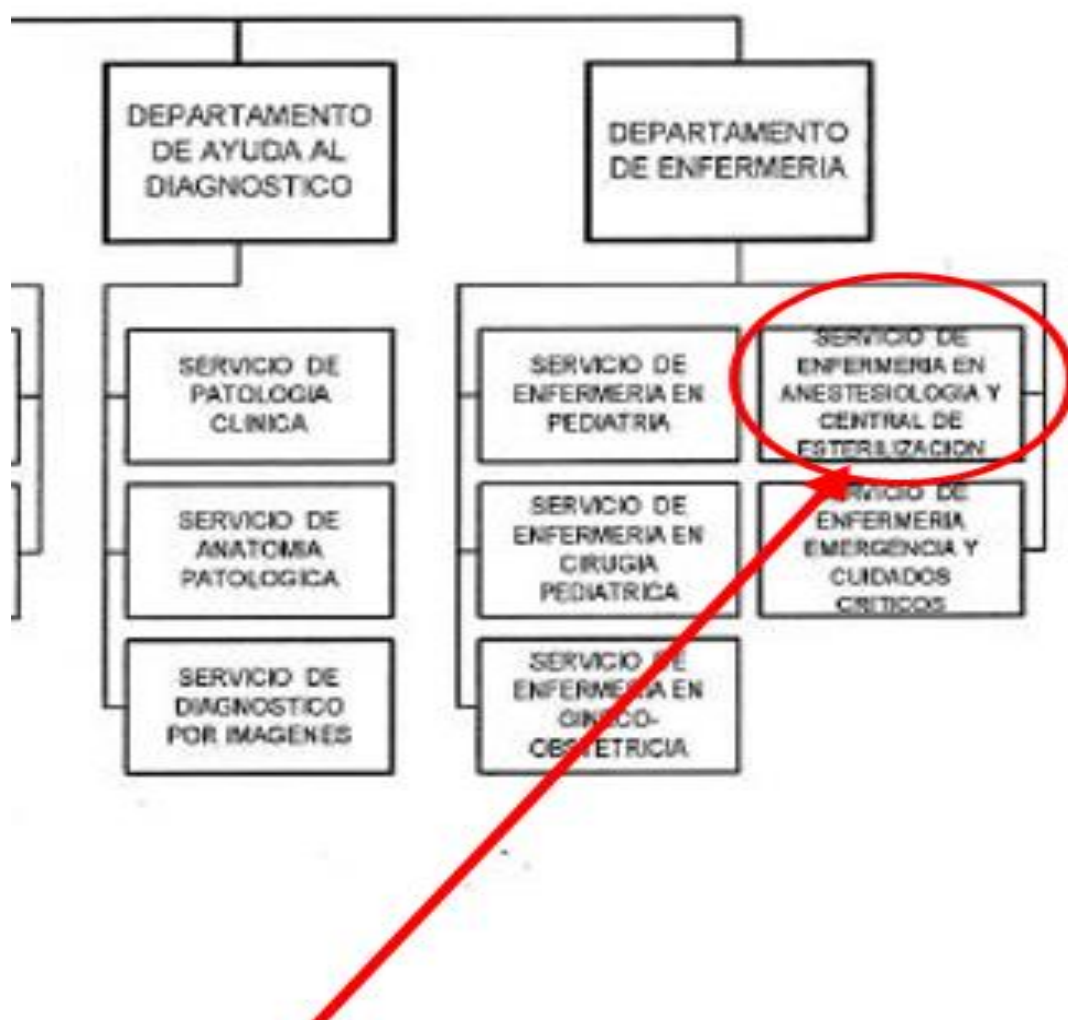 DEPARTAMENTO
DE AYUDA AL
DIAGNOSTICO
DEPARTAMENTO
DE ENFERMERIA
SERVICIO DE
PATOLOGIA
CLINICA
SERVICIO DE
ANATOMIA
PATOLOGICA
SERVICIO DE
DIAGNOSTICO
POR IMAGENES
SERVICIO DE
ENFERMERIA EN
PEDIATRIA
SERVICIO DE
ENFERMERIA EN
CIRUGIA
PEDIATRICA
SERVICIO DE
ENFERMERIA EN
GINECO-
OBSTETRICIA
SERVICIO DE
ENFERMERIA EN
ANESTESIOLOGIA Y
CENTRAL DE
ESTERILIZACION
SERVICIO DE
ENFERMERIA
EMERGENCIA Y
CUIDADOS
CRITICOS